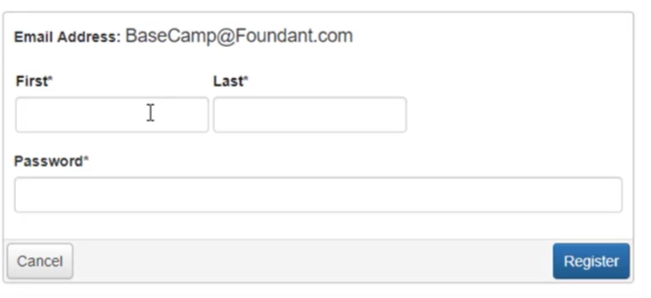 Email Address: BaseCamp@Foundant.com
First* Last*
Password*
Cancel Register